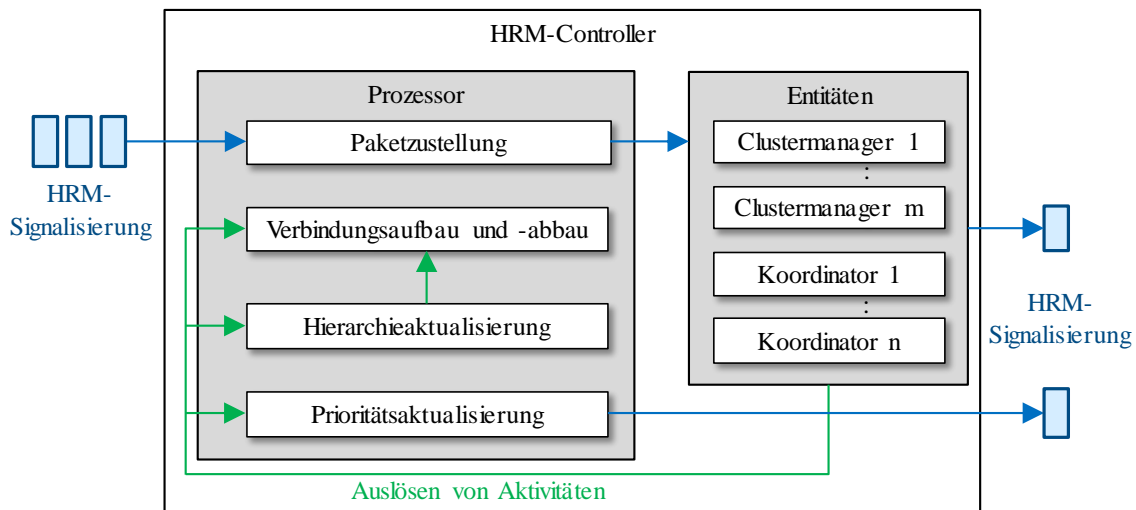 HRM-Controller
Prozessor
Paketzustellung
Verbindungsaufbau und -abbau
Hierarchieaktualisierung
Prioritätsaktualisierung
Entitäten
Clustermanager 1
:
Clustermanager m
Koordinator 1
:
Koordinator n
HRM-
Signalisierung
HRM-
Signalisierung
Auslösen von Aktivitäten